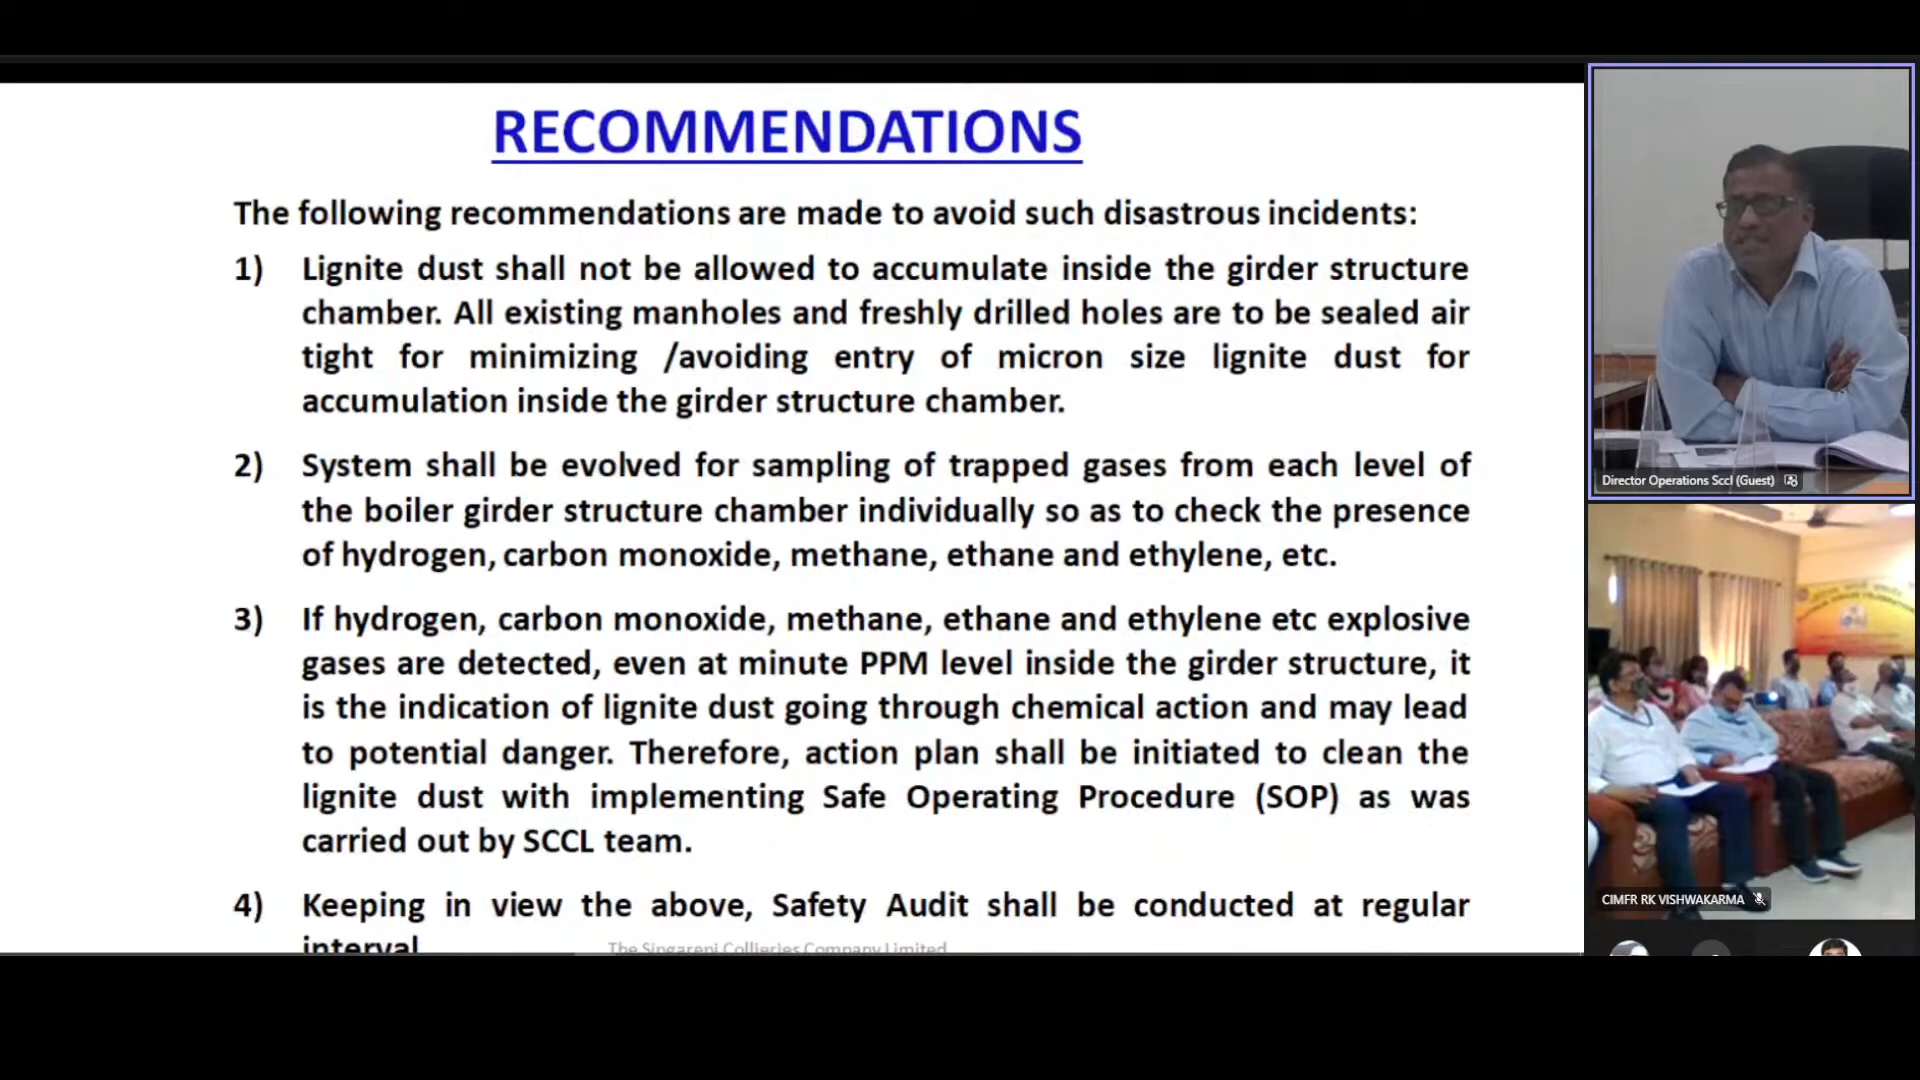 RECOMMENDATIONS
The following recommendations are made to avoid such disastrous incidents:
1) Lignite dust shall not be allowed to accumulate inside the girder structure
chamber. All existing manholes and freshly drilled holes are to be sealed air
tight for minimizing /avoiding entry of micron size lignite dust for
accumulation inside the girder structure chamber.
2) System shall be evolved for sampling of trapped gases from each level of
the boiler girder structure chamber individually so as to check the presence
of hydrogen, carbon monoxide, methane, ethane and ethylene, etc.
3) If hydrogen, carbon monoxide, methane, ethane and ethylene etc explosive
gases are detected, even at minute PPM level inside the girder structure, it
is the indication of lignite dust going through chemical action and may lead
to potential danger. Therefore, action plan shall be initiated to clean the
lignite dust with implementing Safe Operating Procedure (SOP) as was
carried out by SCCL team.
4) Keeping in view the above, Safety Audit shall be conducted at regular
interval
The Singareni Collieries Company Limited
Director Operations Sccl (Guest)
CIMFR RK VISHWAKARMA